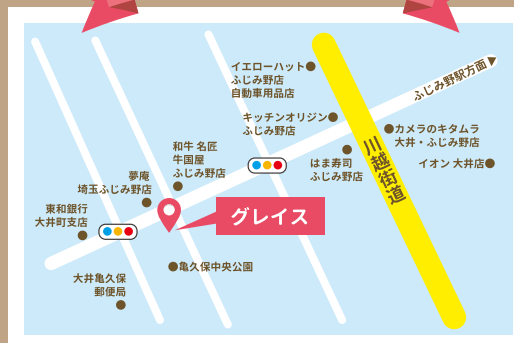 イエローハット
ふじみ野店
自動車用品店
ふじみ野駅方面▼
キッチンオリジン
ふじみ野店
カメラのキタムラ
大井・ふじみ野店
川越街道
はま寿司
ふじみ野店
イオン 大井店
和牛 名匠
牛国屋
ふじみ野店
夢庵
埼玉ふじみ野店
東和銀行
大井町支店
グレイス
亀久保中央公園
大井亀久保
郵便局